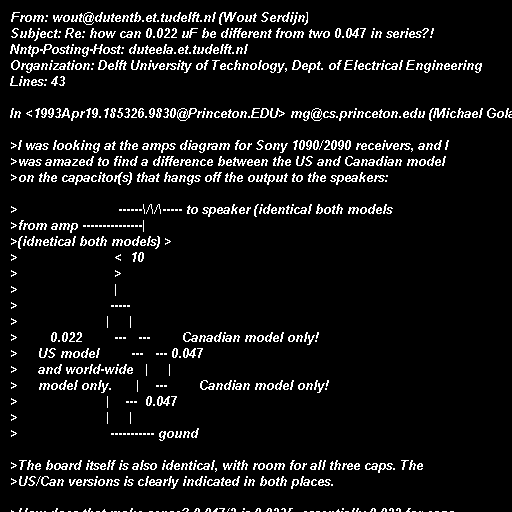 From: wout@dutentb.et.tudelft.nl (Wout Serdijn)
Subject: Re: how can 0.022 uF be different from two 0.047 in series?!
Nntp-Posting-Host: duteela.et.tudelft.nl
Organization: Delft University of Technology, Dept. of Electrical Engineering
Lines: 43

In <1993Apr19.185326.9830@Princeton.EDU> mg@cs.princeton.edu (Michael Gola

>I was looking at the amps diagram for Sony 1090/2090 receivers, and I
>was amazed to find a difference between the US and Canadian model
>on the capacitor(s) that hangs off the output to the speakers:

>                         ------\/\/\----- to speaker (identical both models
>from amp ---------------|
>(idnetical both models) >
>                        <  10
>                        >
>                        |
>                       -----
>                      |     |
>        0.022        ---   ---        Canadian model only!
>     US model        ---   --- 0.047
>     and world-wide   |     |
>     model only.      |    ---        Candian model only!
>                      |    ---  0.047
>                      |     |
>                       ----------- gound

>The board itself is also identical, with room for all three caps. The
>US/Can versions is clearly indicated in both places.